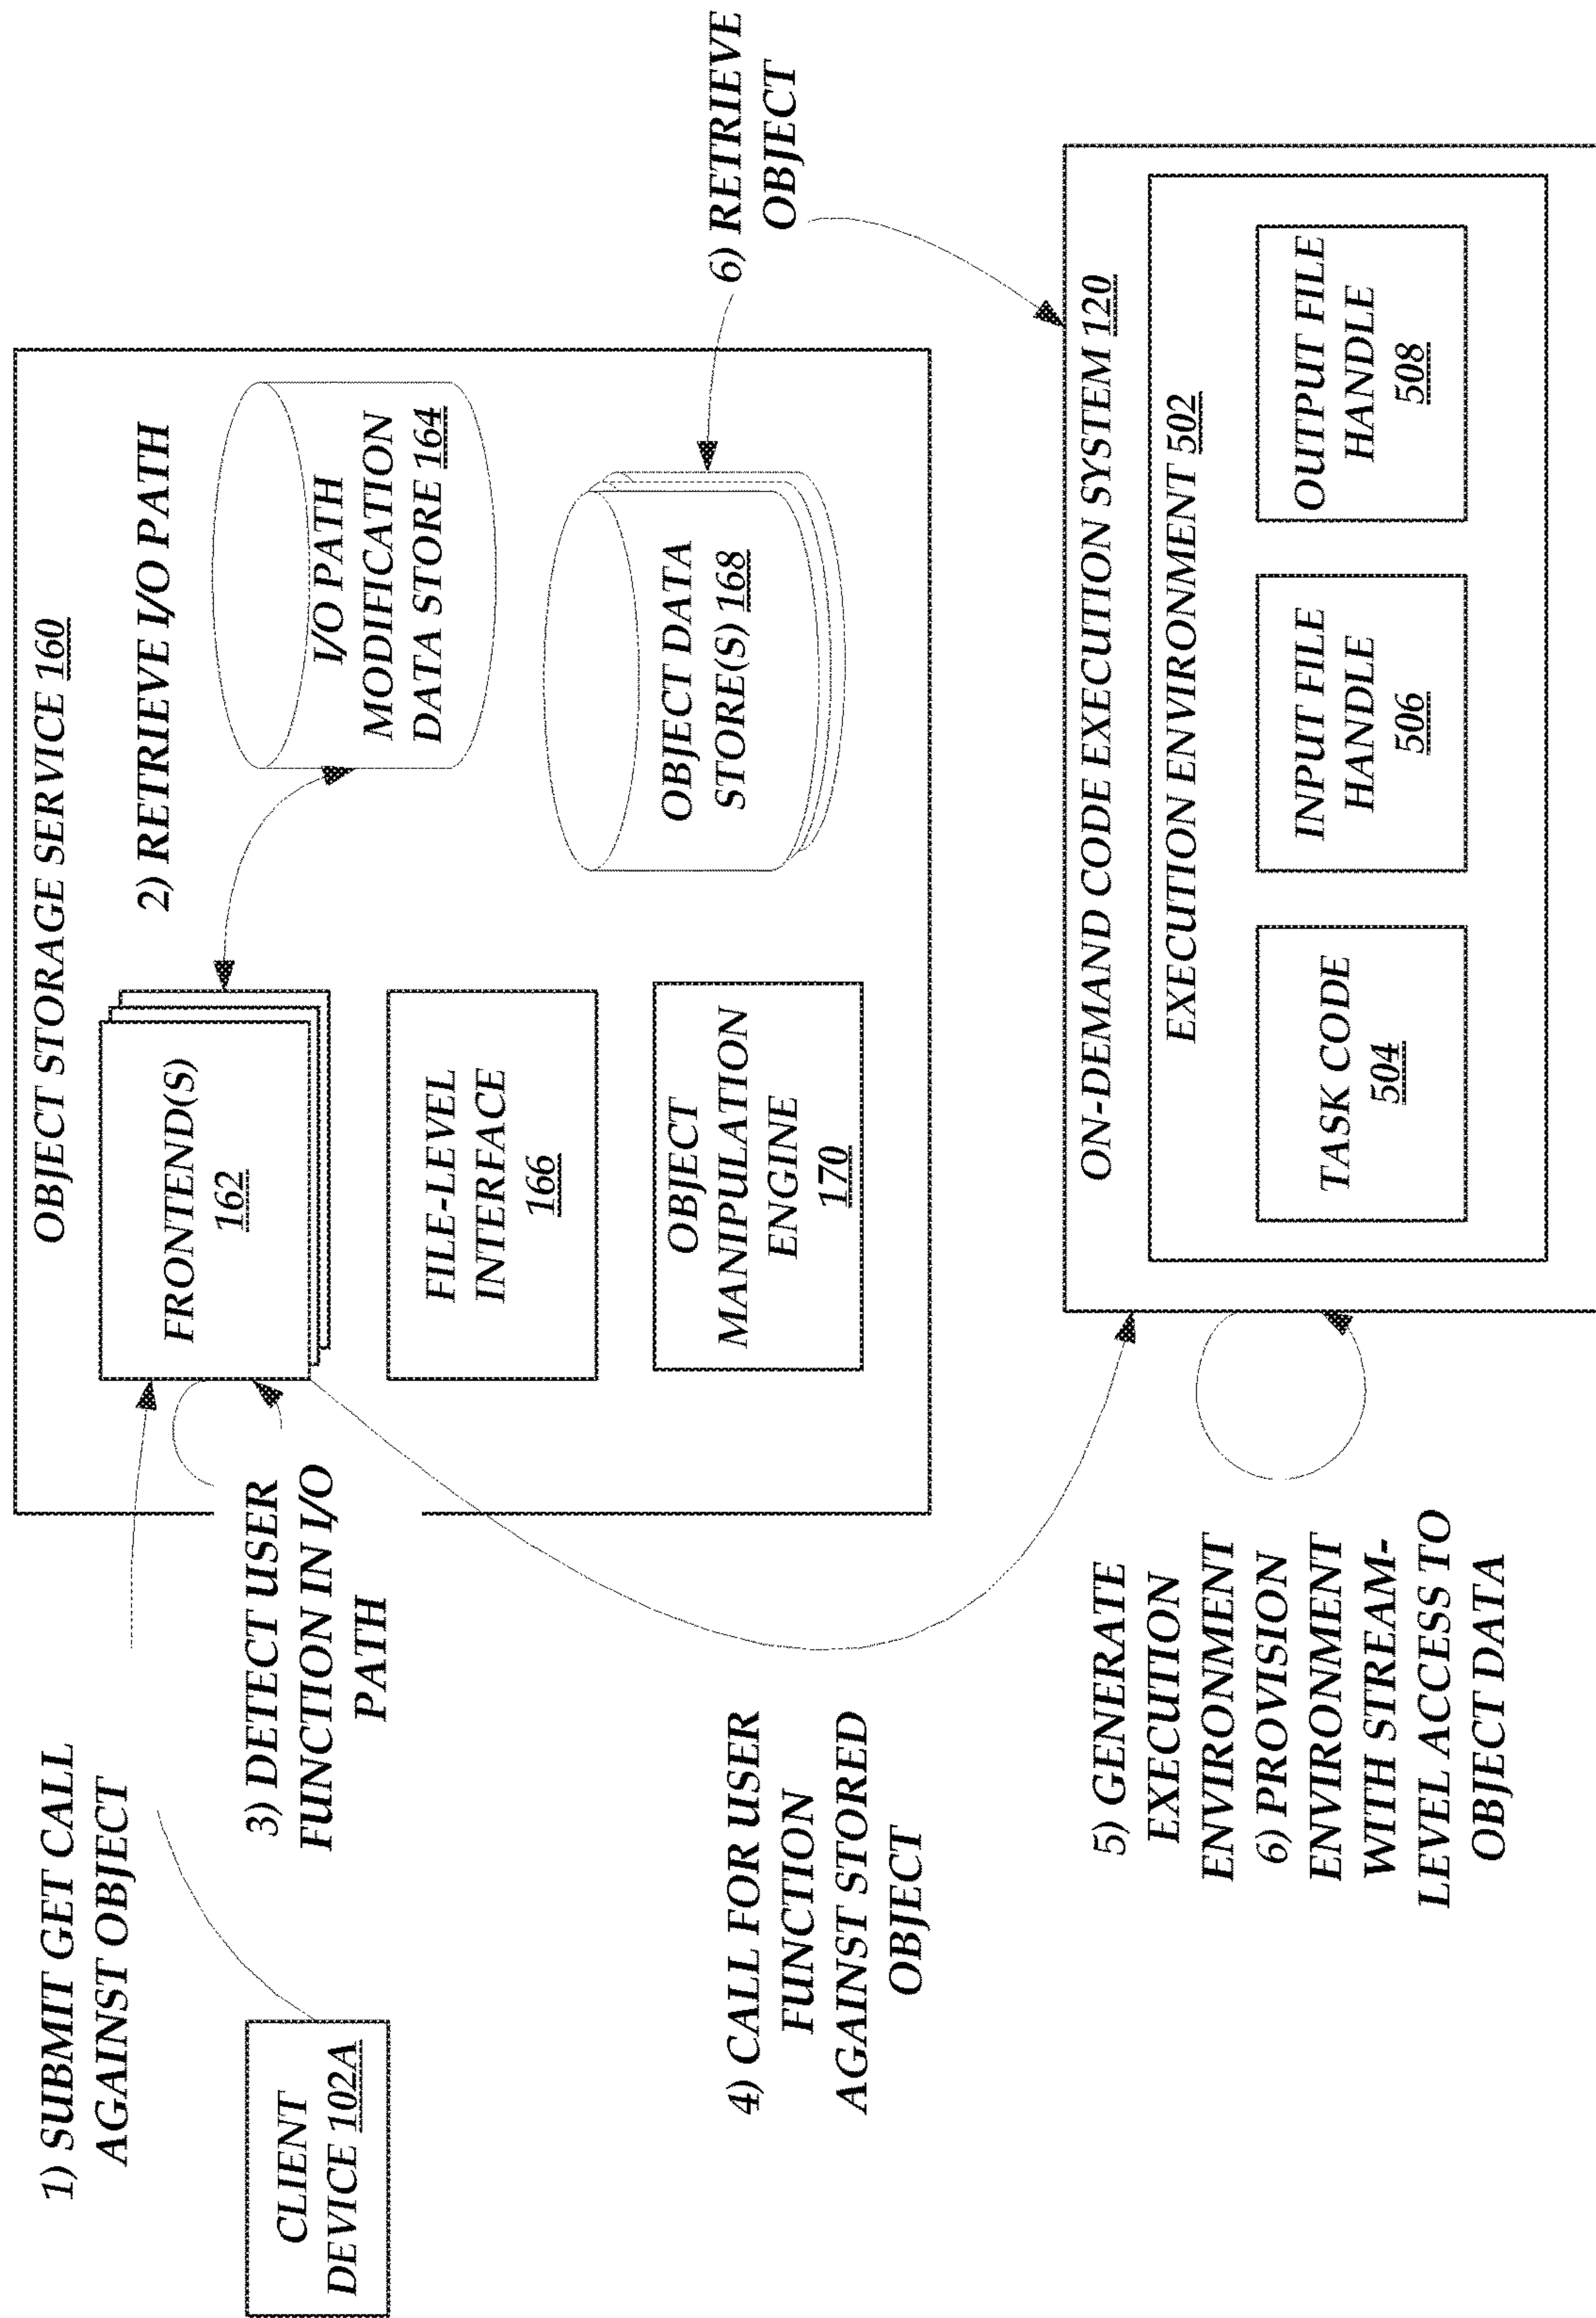 1) SUBMIT GET CALL
AGAINST OBJECT
CLIENT
DEVICE 102A
OBJECT STORAGE SERVICE 160
FRONTEND(S)
162
2) RETRIEVE I/O PATH
I/O PATH
MODIFICATION
DATA STORE 164
3) DETECT USER
FUNCTION IN I/O
PATH
FILE-LEVEL
INTERFACE
166
OBJECT
MANIPULATION
ENGINE
170
OBJECT DATA
STORE(S) 168
6) RETRIEVE
OBJECT
4) CALL FOR USER
FUNCTION
AGAINST STORED
OBJECT
5) GENERATE
EXECUTION
ENVIRONMENT
6) PROVISION
ENVIRONMENT
WITH STREAM-
LEVEL ACCESS TO
OBJECT DATA
ON-DEMAND CODE EXECUTION SYSTEM 120
EXECUTION ENVIRONMENT 502
TASK CODE
504
INPUT FILE
HANDLE
506
OUTPUT FILE
HANDLE
508